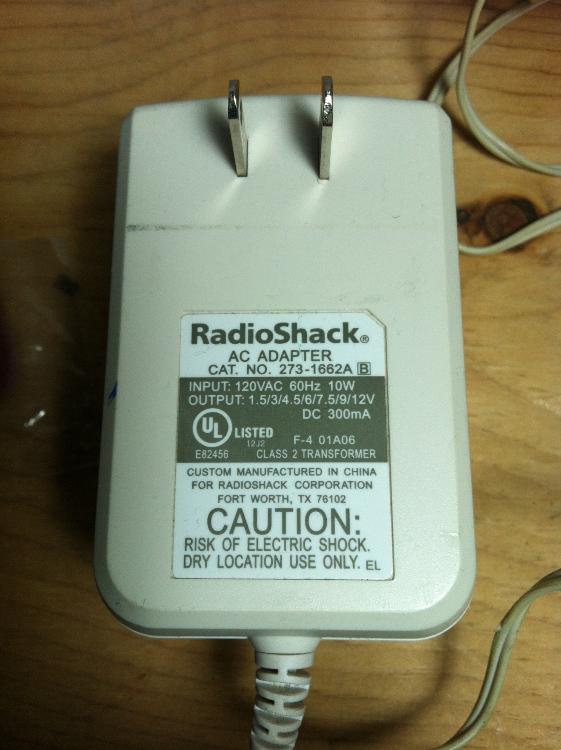 RadioShack®
AC ADAPTER
CAT. NO. 273-1662A B
INPUT: 120VAC 60Hz 10W
OUTPUT: 1.5/3/4.5/6/7.5/9/12V
DC 300mA
UL LISTED
12J2
F-4 01A06
E82456 CLASS 2 TRANSFORMER
CUSTOM MANUFACTURED IN CHINA
FOR RADIOSHACK CORPORATION
FORT WORTH, TX 76102
CAUTION:
RISK OF ELECTRIC SHOCK.
DRY LOCATION USE ONLY. EL